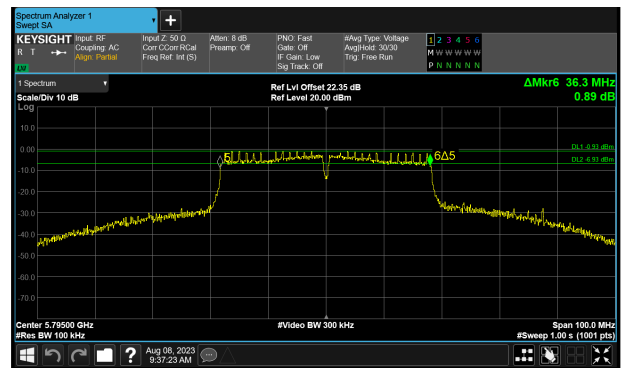 Spectrum Analyzer 1
Swept SA
+
KEYSIGHT
R T
LXI
Input: RF
Coupling: AC
Align: Partial
Input Z: 50 Ω
Corr CCorr RCal
Freq Ref: Int (S)
Atten: 8 dB
Preamp: Off
PNO: Fast
Gate: Off
IF Gain: Low
Sig Track: Off
#Avg Type: Voltage
Avg|Hold: 30/30
Trig: Free Run
1 2 3 4 5 6
M W W W W W
P N N N N N
1 Spectrum
Scale/Div 10 dB
Log
Ref Lvl Offset 22.35 dB
Ref Level 20.00 dBm
ΔMkr6 36.3 MHz
0.89 dB
10.0
0.00
-10.0
-20.0
-30.0
-40.0
-50.0
-60.0
-70.0
DL1 -0.93 dBm
DL2 -6.93 dBm
5
6Δ5
Center 5.79500 GHz
#Res BW 100 kHz
#Video BW 300 kHz
Span 100.0 MHz
#Sweep 1.00 s (1001 pts)
?
Aug 08, 2023
9:37:23 AM